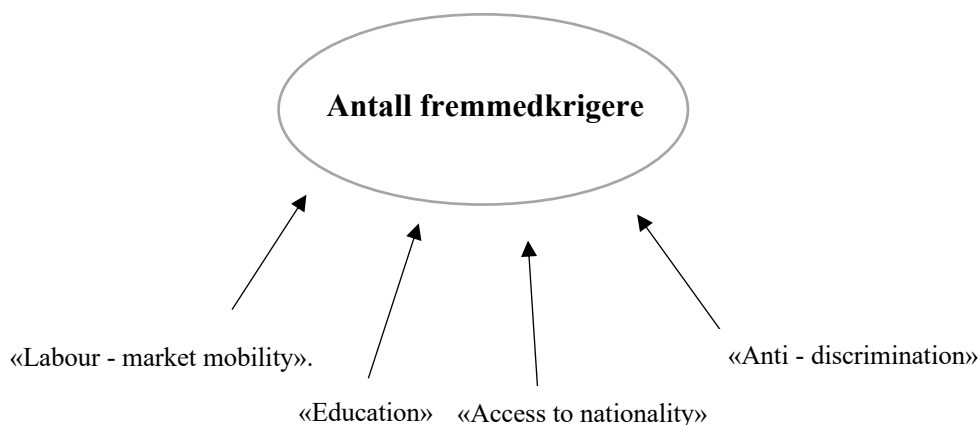 Antall fremmedkrigere
«Labour - market mobility».
«Anti - discrimination»
«Education»
«Access to nationality»